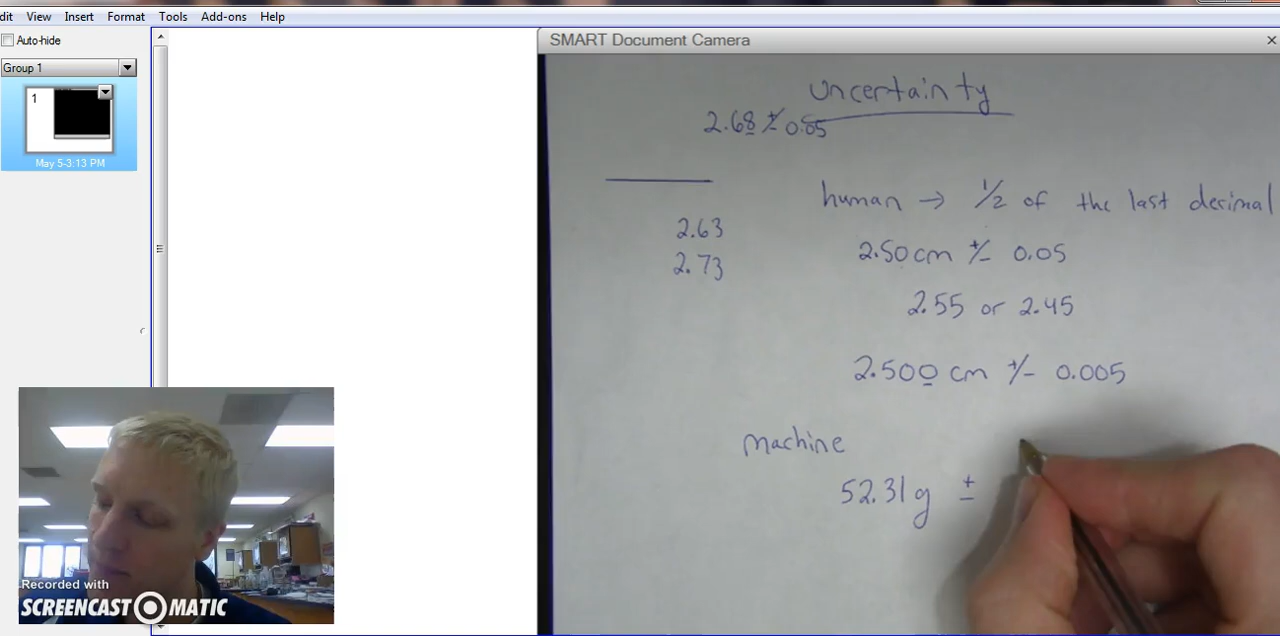 dit View Insert Format Tools Add-ons Help
Auto-hide
Group 1
1
May 5-3:13 PM
SMART Document Camera
Uncertainty
2.68 +/- 0.05
human → 1/2 of the last decimal
2.63
2.73
2.50 cm +/- 0.05
2.55 or 2.45
2.500 cm +/- 0.005
machine
52.31g ±
Recorded with
SCREENCAST MATIC